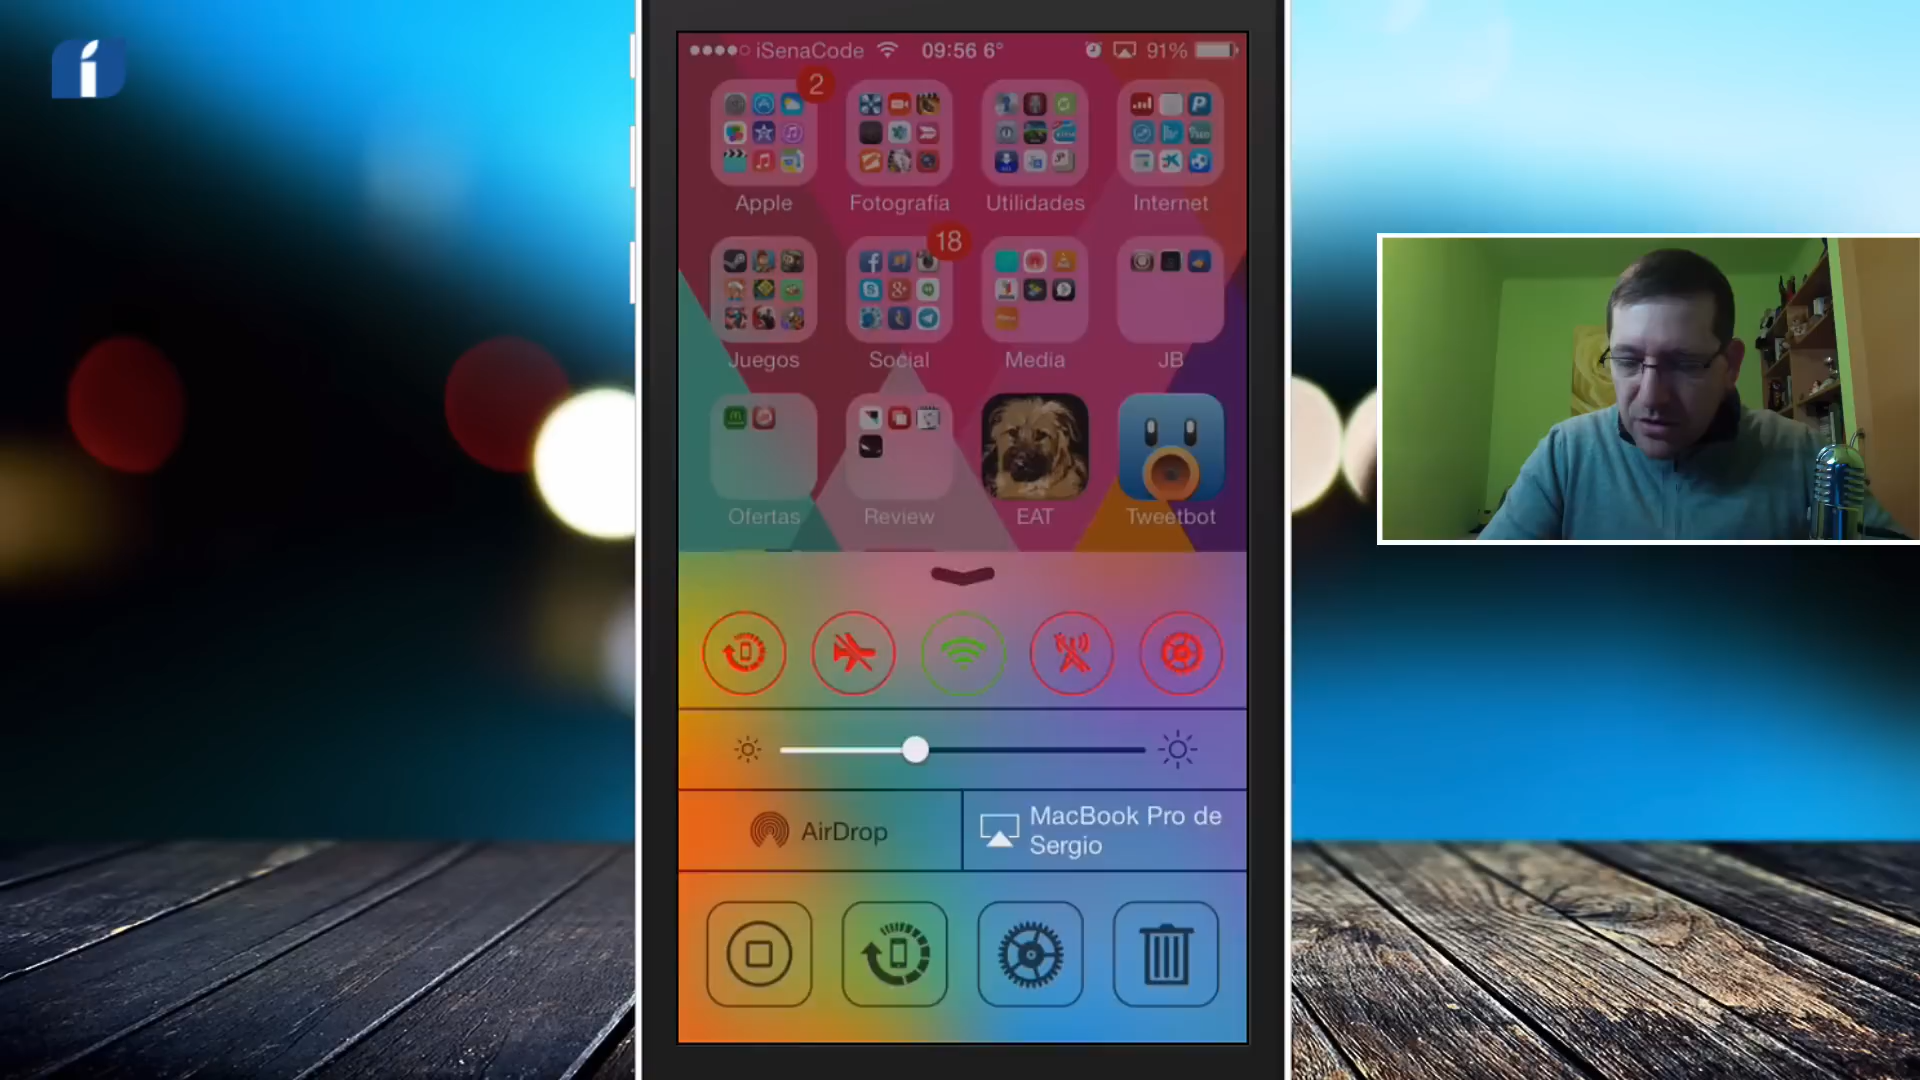 i
iSenaCode 09:56 6° 91%
2
Apple Fotografía Utilidades Internet
18
Juegos Social Media JB
Ofertas Review EAT Tweetbot
AirDrop
MacBook Pro de
Sergio